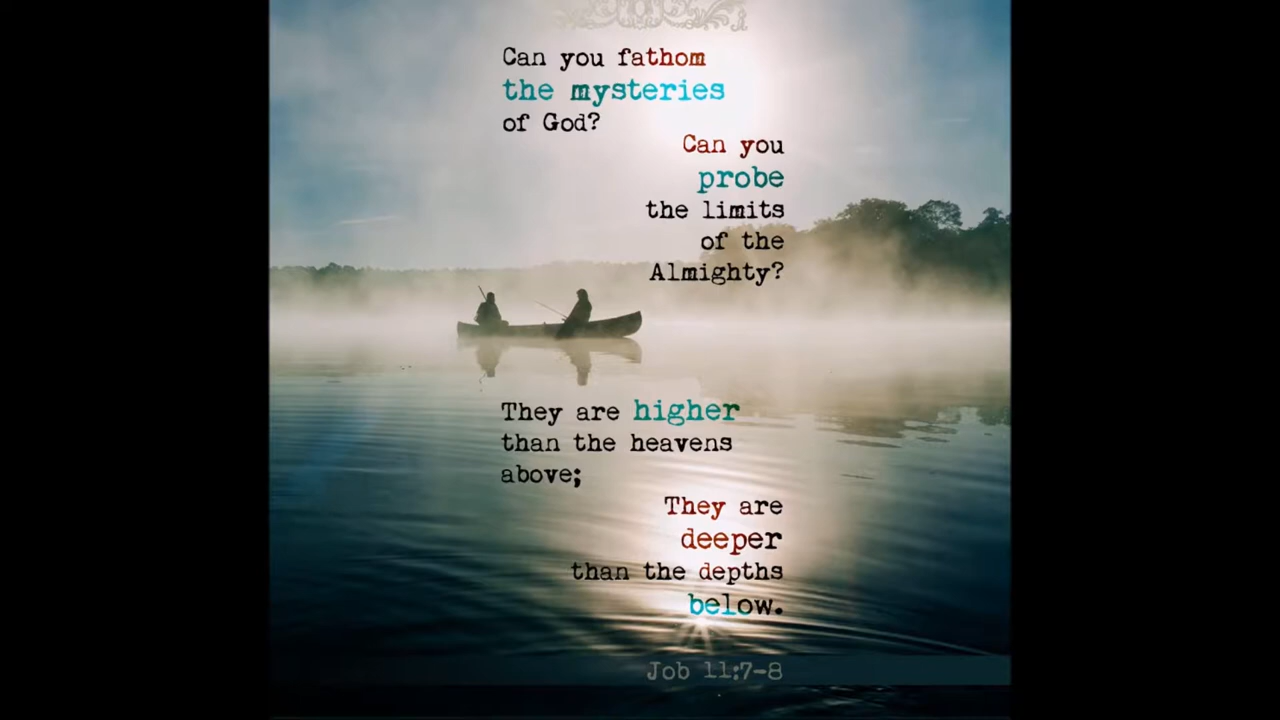 Can you fathom
the mysteries
of God?
Can you
probe
the limits
of the
Almighty?
They are higher
than the heavens
above;
They are
deeper
than the depths
below.
Job 11:7-8